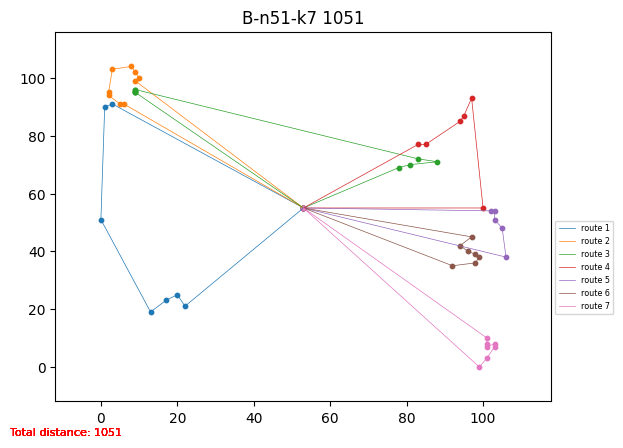 B-n51-k7 1051
100
80
60
40
20
0
0 20 40 60 80 100
route 1
route 2
route 3
route 4
route 5
route 6
route 7
Total distance: 1051